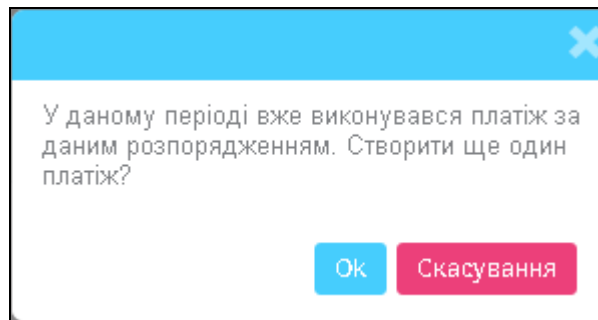 У даному періоді вже виконувався платіж за
даним розпорядженням. Створити ще один
платіж?
Ok Скасування